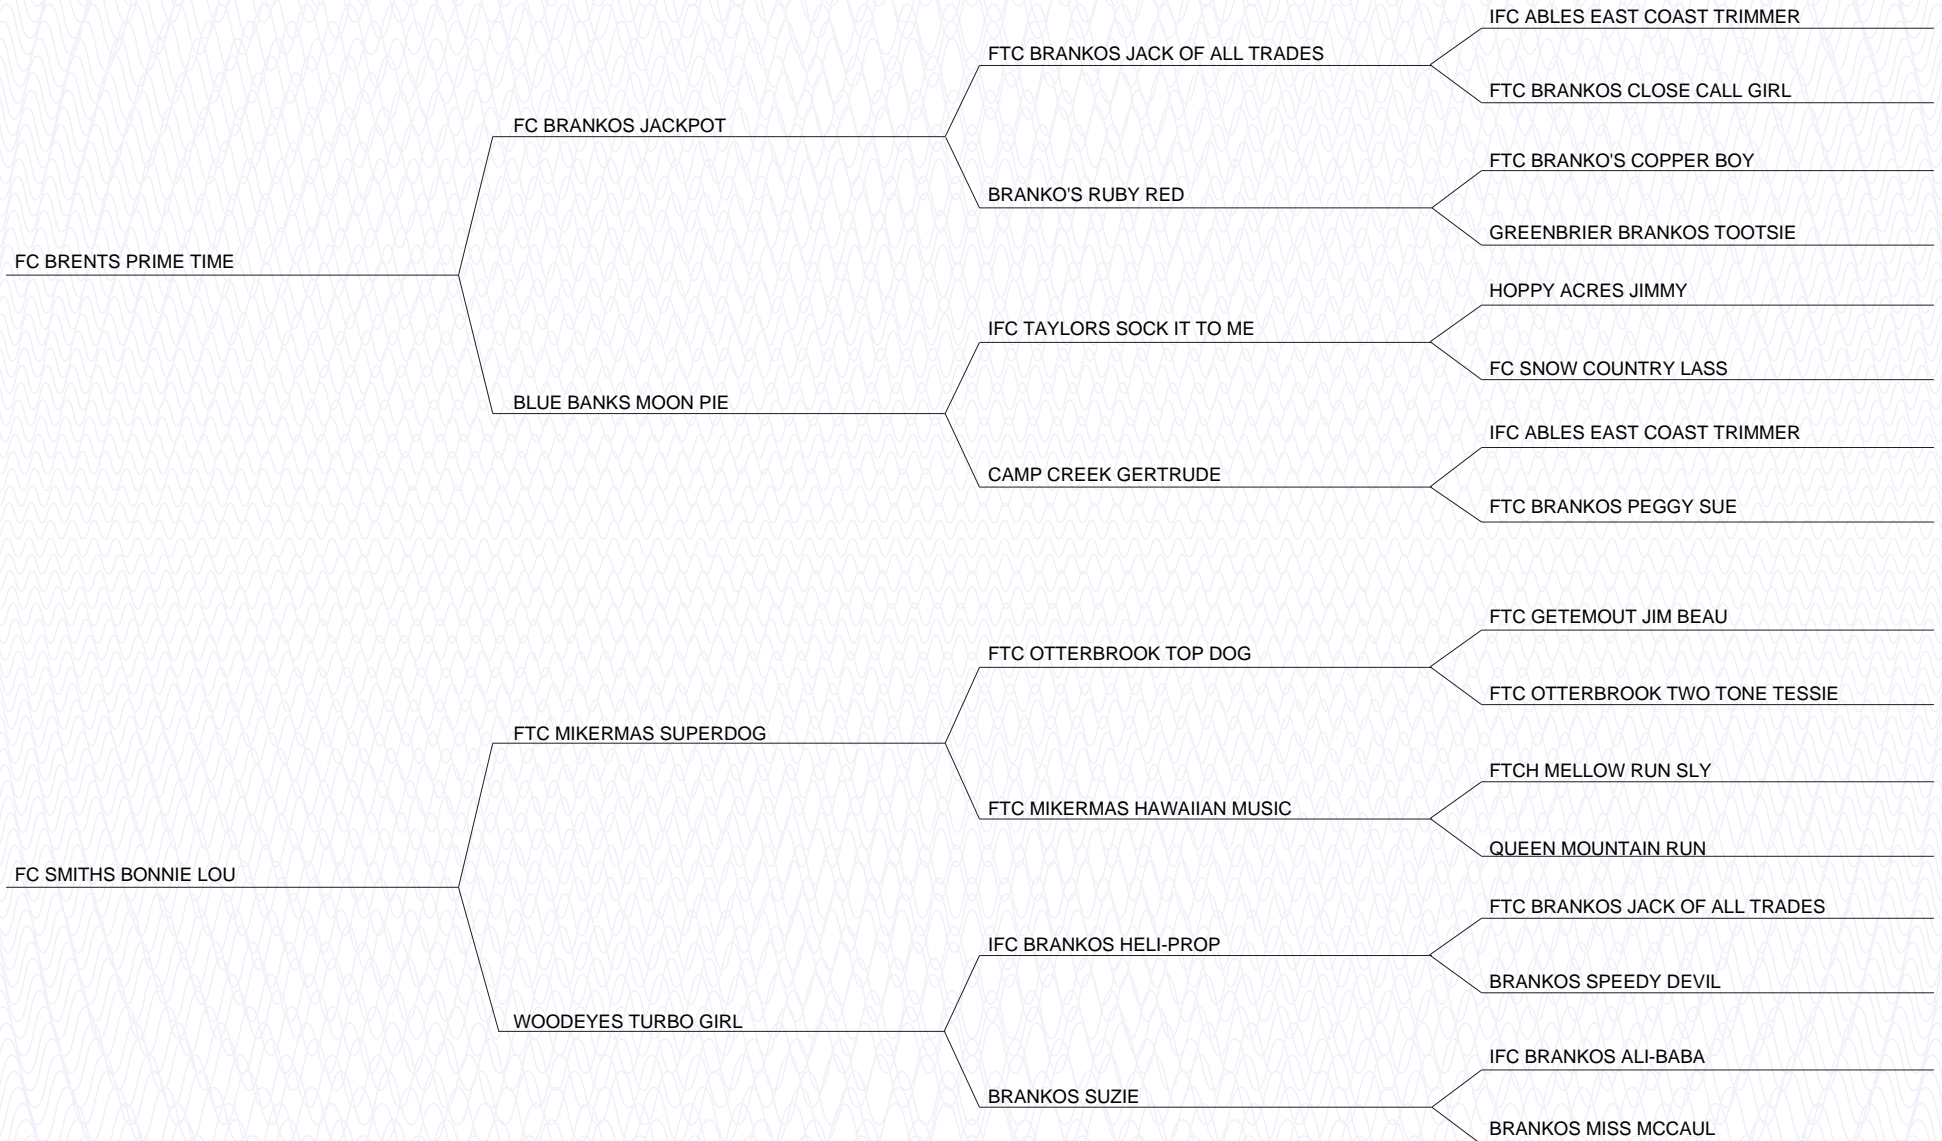 IFC ABLES EAST COAST TRIMMER
FTC BRANKOS JACK OF ALL TRADES
FTC BRANKOS CLOSE CALL GIRL
FC BRANKOS JACKPOT
FTC BRANKO'S COPPER BOY
BRANKO'S RUBY RED
GREENBRIER BRANKOS TOOTSIE
FC BRENTS PRIME TIME
HOPPY ACRES JIMMY
IFC TAYLORS SOCK IT TO ME
FC SNOW COUNTRY LASS
BLUE BANKS MOON PIE
IFC ABLES EAST COAST TRIMMER
CAMP CREEK GERTRUDE
FTC BRANKOS PEGGY SUE
FTC GETEMOUT JIM BEAU
FTC OTTERBROOK TOP DOG
FTC OTTERBROOK TWO TONE TESSIE
FTC MIKERMAS SUPERDOG
FTCH MELLOW RUN SLY
FTC MIKERMAS HAWAIIAN MUSIC
QUEEN MOUNTAIN RUN
FC SMITHS BONNIE LOU
FTC BRANKOS JACK OF ALL TRADES
IFC BRANKOS HELI-PROP
BRANKOS SPEEDY DEVIL
WOODEYES TURBO GIRL
IFC BRANKOS ALI-BABA
BRANKOS SUZIE
BRANKOS MISS MCCAUL